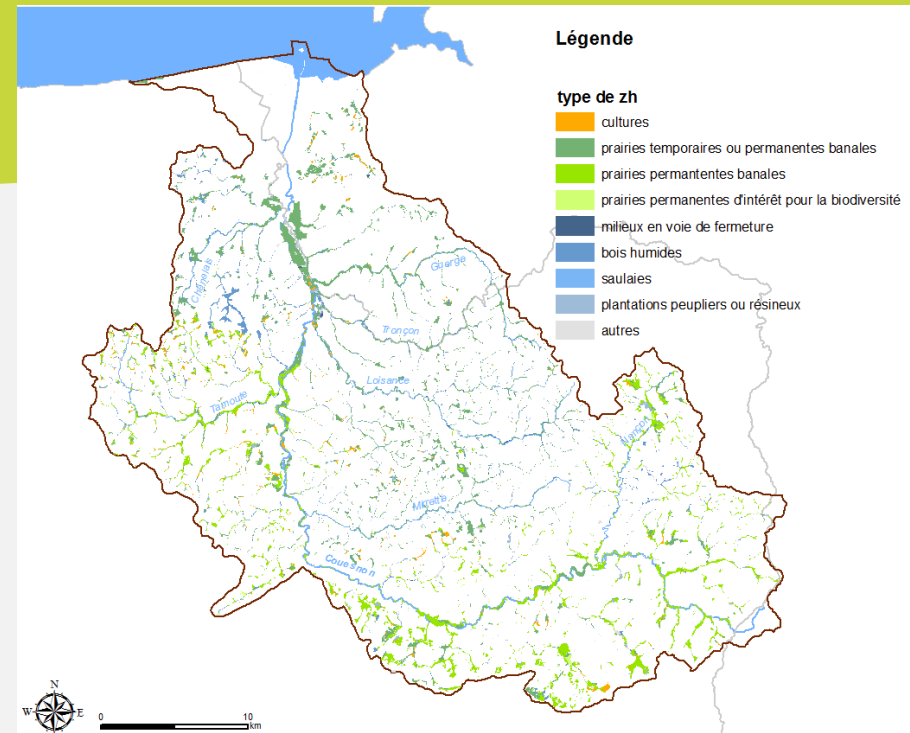 Légende
type de zh
cultures
prairies temporaires ou permanentes banales
prairies permantentes banales
prairies permanentes d'intérêt pour la biodiversité
milieux en voie de fermeture
bois humides
saulaies
plantations peupliers ou résineux
autres
Guerge
Tronçon
Loisance
Tamoute
Minette
Couesnon
N
W E
S
0 10
km